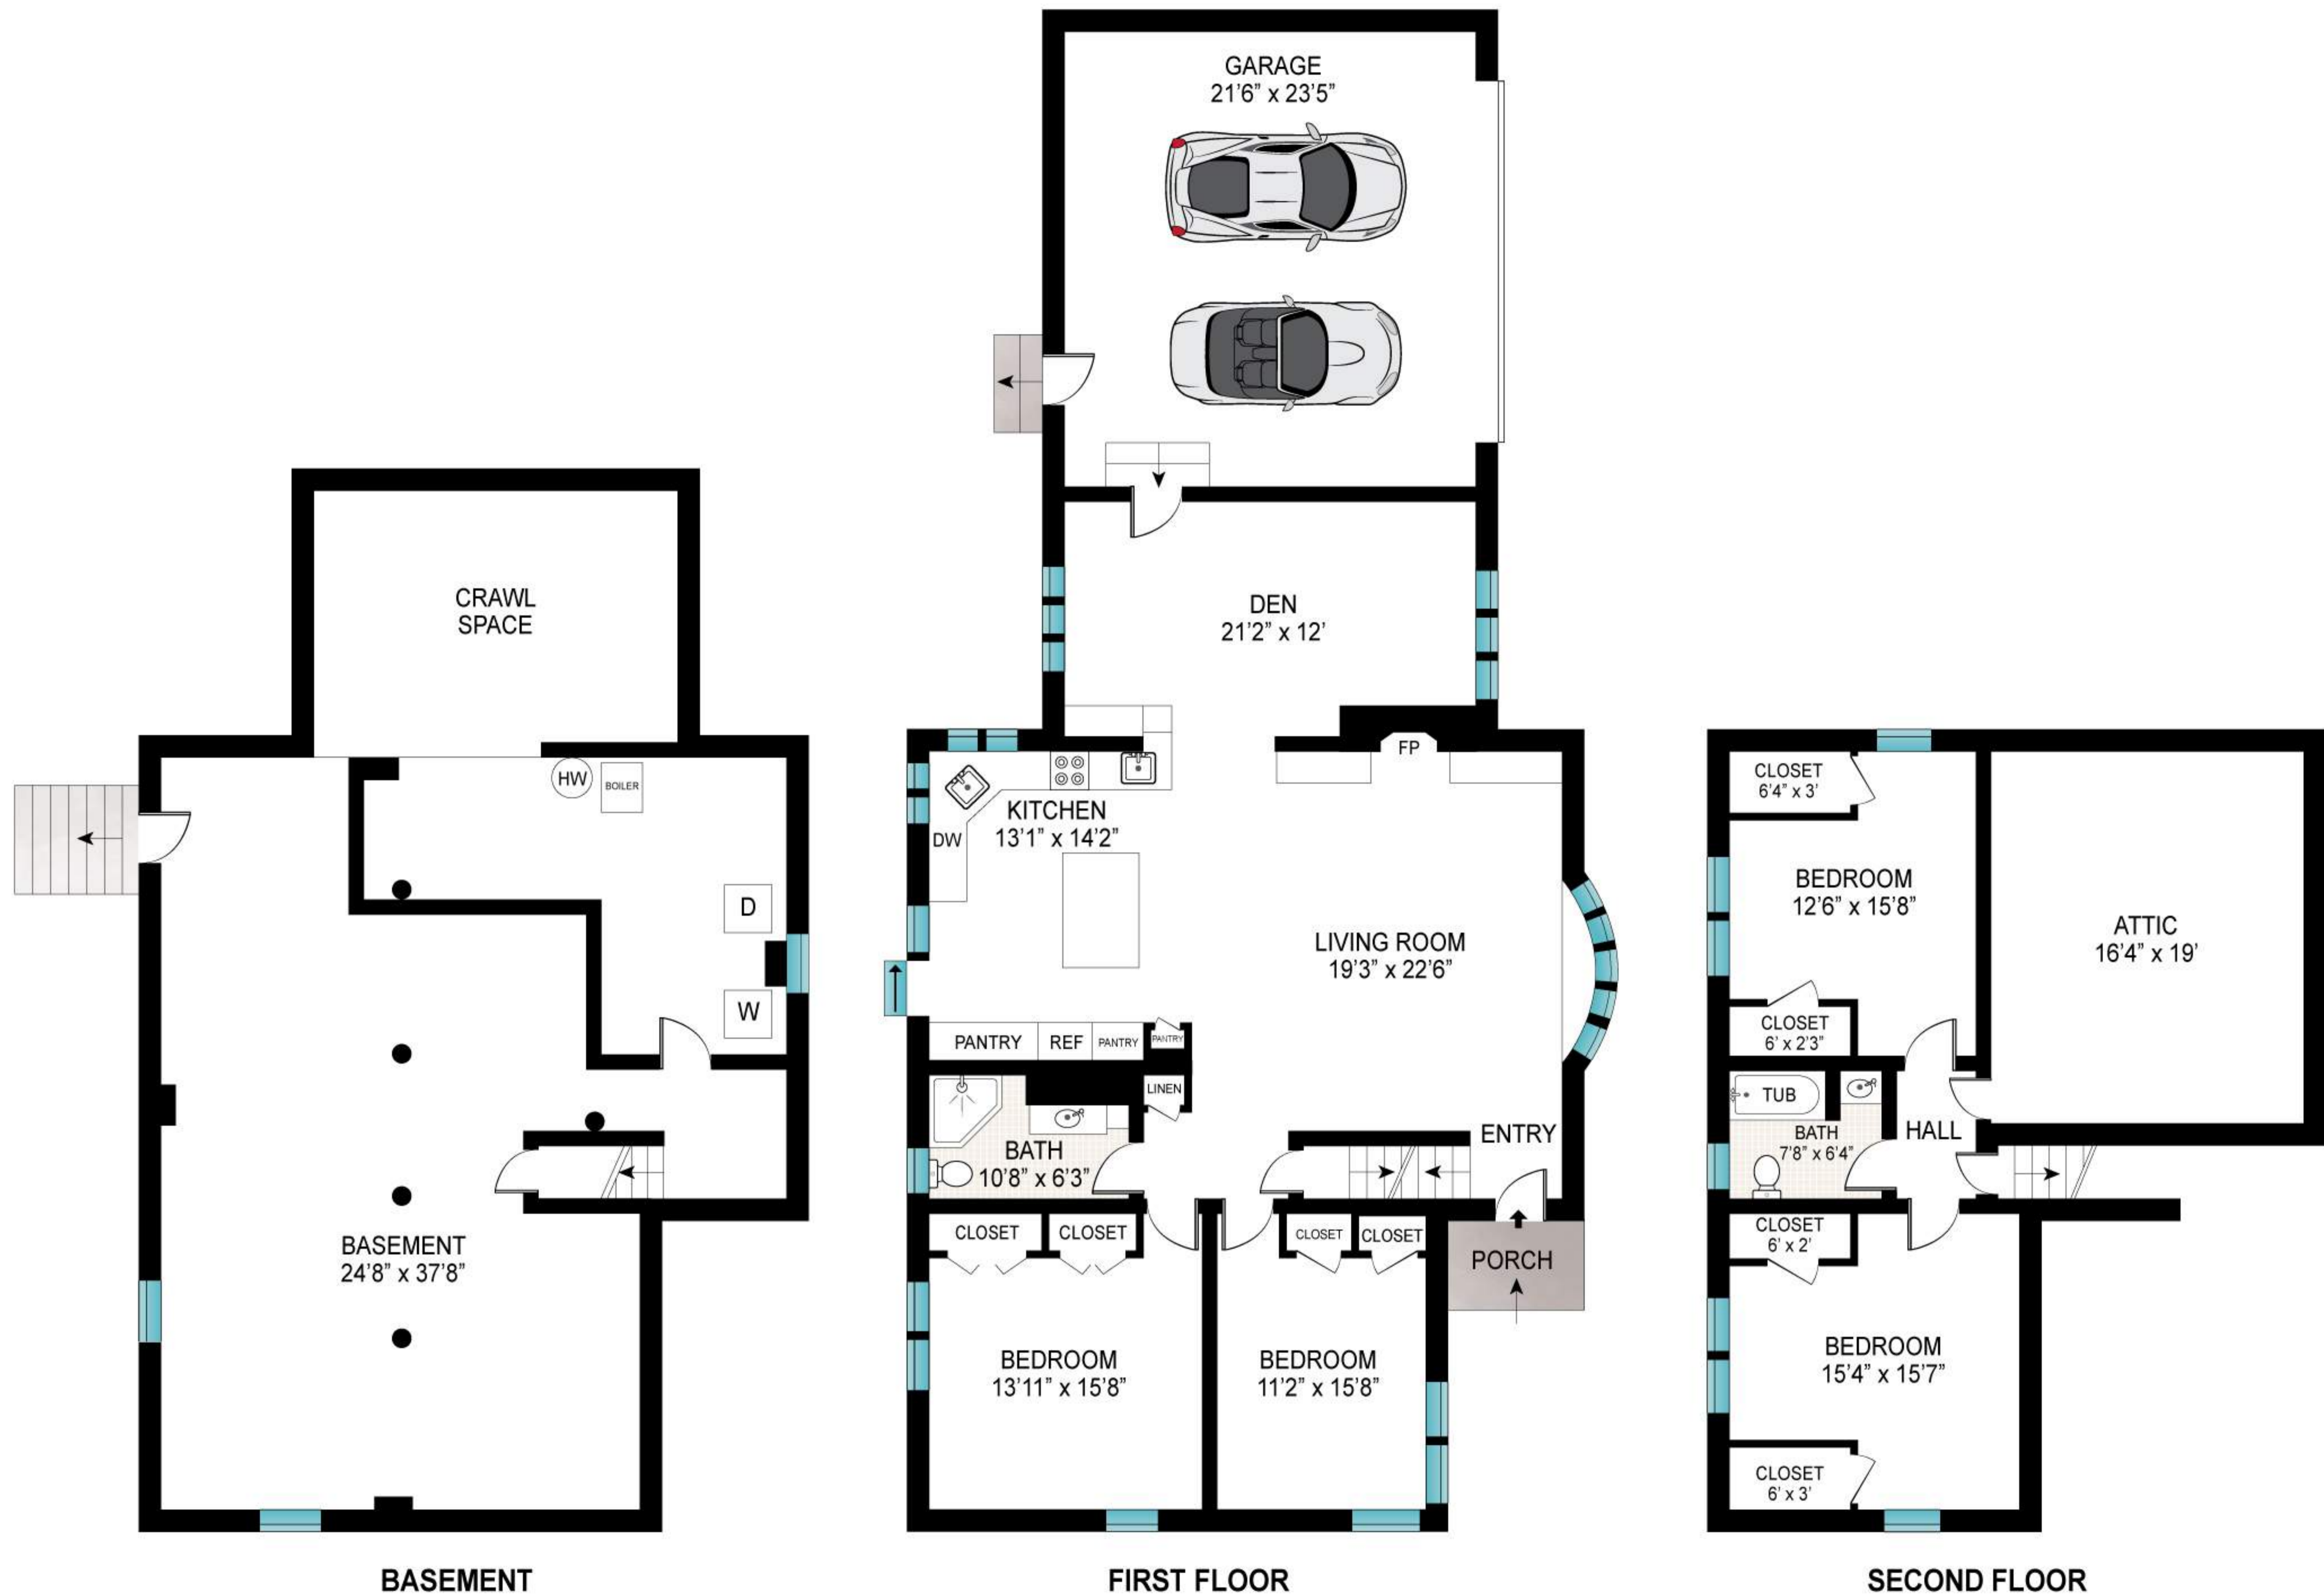 CRAWL
SPACE
HW
BOILER
D
W
BASEMENT
24'8" x 37'8"
BASEMENT
GARAGE
21'6" x 23'5"
DEN
21'2" x 12'
FP
KITCHEN
13'1" x 14'2"
DW
LIVING ROOM
19'3" x 22'6"
PANTRY
REF
PANTRY
PANTRY
LINEN
BATH
10'8" x 6'3"
ENTRY
CLOSET
CLOSET
CLOSET
CLOSET
PORCH
BEDROOM
13'11" x 15'8"
BEDROOM
11'2" x 15'8"
FIRST FLOOR
CLOSET
6'4" x 3'
BEDROOM
12'6" x 15'8"
ATTIC
16'4" x 19'
CLOSET
6' x 2'3"
TUB
BATH
7'8" x 6'4"
HALL
CLOSET
6' x 2'
BEDROOM
15'4" x 15'7"
CLOSET
6' x 3'
SECOND FLOOR